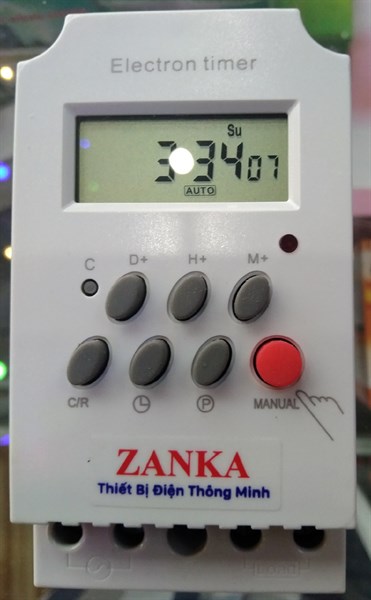 Electron timer
Su
3:34 07
AUTO
C D+ H+ M+
C/R P MANUAL
ZANKA
Thiết Bị Điện Thông Minh